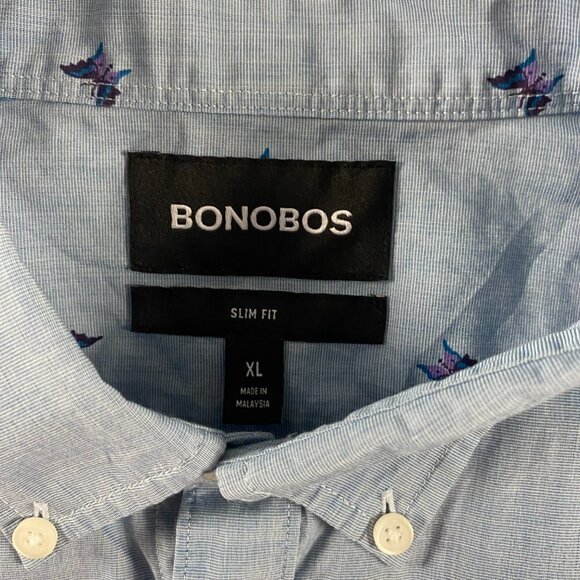 BONOBOS
SLIM FIT
XL
MADE IN
MALAYSIA